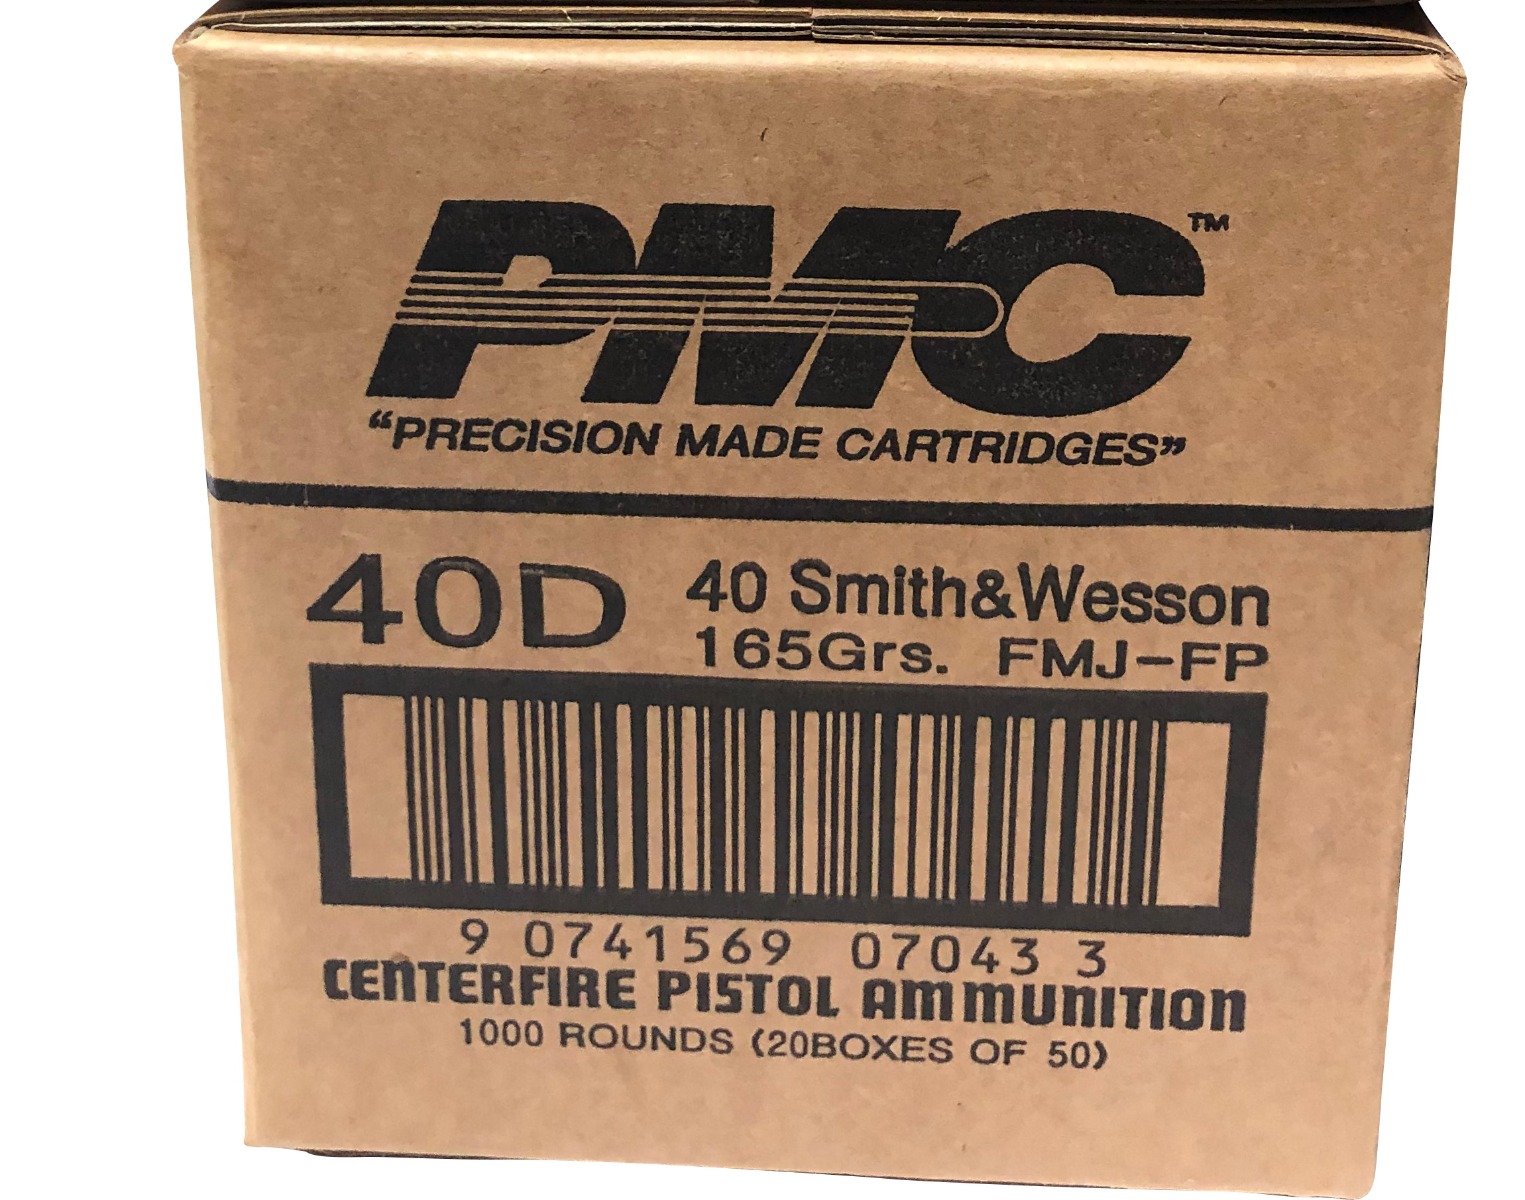 PMC™
“PRECISION MADE CARTRIDGES”
40D
40 Smith&Wesson
165Grs. FMJ-FP
9 0741569 07043 3
CENTERFIRE PISTOL AMMUNITION
1000 ROUNDS (20BOXES OF 50)